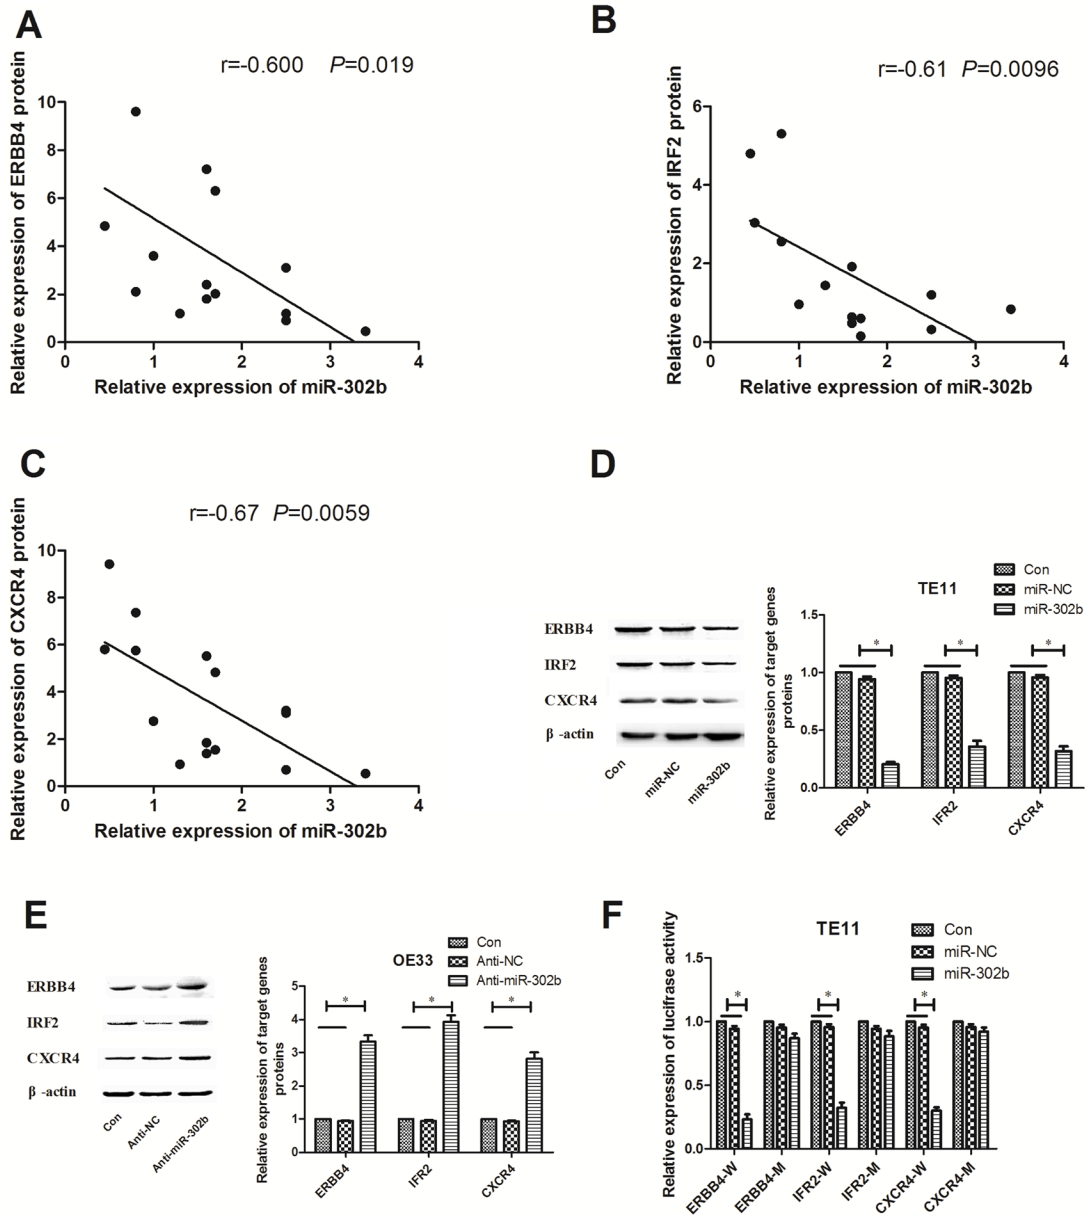 A
r=-0.600 P=0.019
Relative expression of ERBB4 protein
10
8
6
4
2
0
0 1 2 3 4
Relative expression of miR-302b
B
r=-0.61 P=0.0096
Relative expression of IRF2 protein
6
4
2
0
0 1 2 3 4
Relative expression of miR-302b
C
r=-0.67 P=0.0059
Relative expression of CXCR4 protein
10
8
6
4
2
0
0 1 2 3 4
Relative expression of miR-302b
D
ERBB4
IRF2
CXCR4
β -actin
Con miR-NC miR-302b
TE11
Con
miR-NC
miR-302b
Relative expression of target genes
proteins
1.5
1.0
0.5
0.0
* * *
ERBB4 IFR2 CXCR4
E
ERBB4
IRF2
CXCR4
β -actin
Con Anti-NC Anti-miR-302b
OE33
Con
Anti-NC
Anti-miR-302b
Relative expression of target genes
proteins
5
4
3
2
1
0
* * *
ERBB4 IFR2 CXCR4
F
TE11
Con
miR-NC
miR-302b
Relative expression of lucifrase activity
1.5
1.0
0.5
0.0
* * *
ERBB4-W ERBB4-M IFR2-W IFR2-M CXCR4-W CXCR4-M